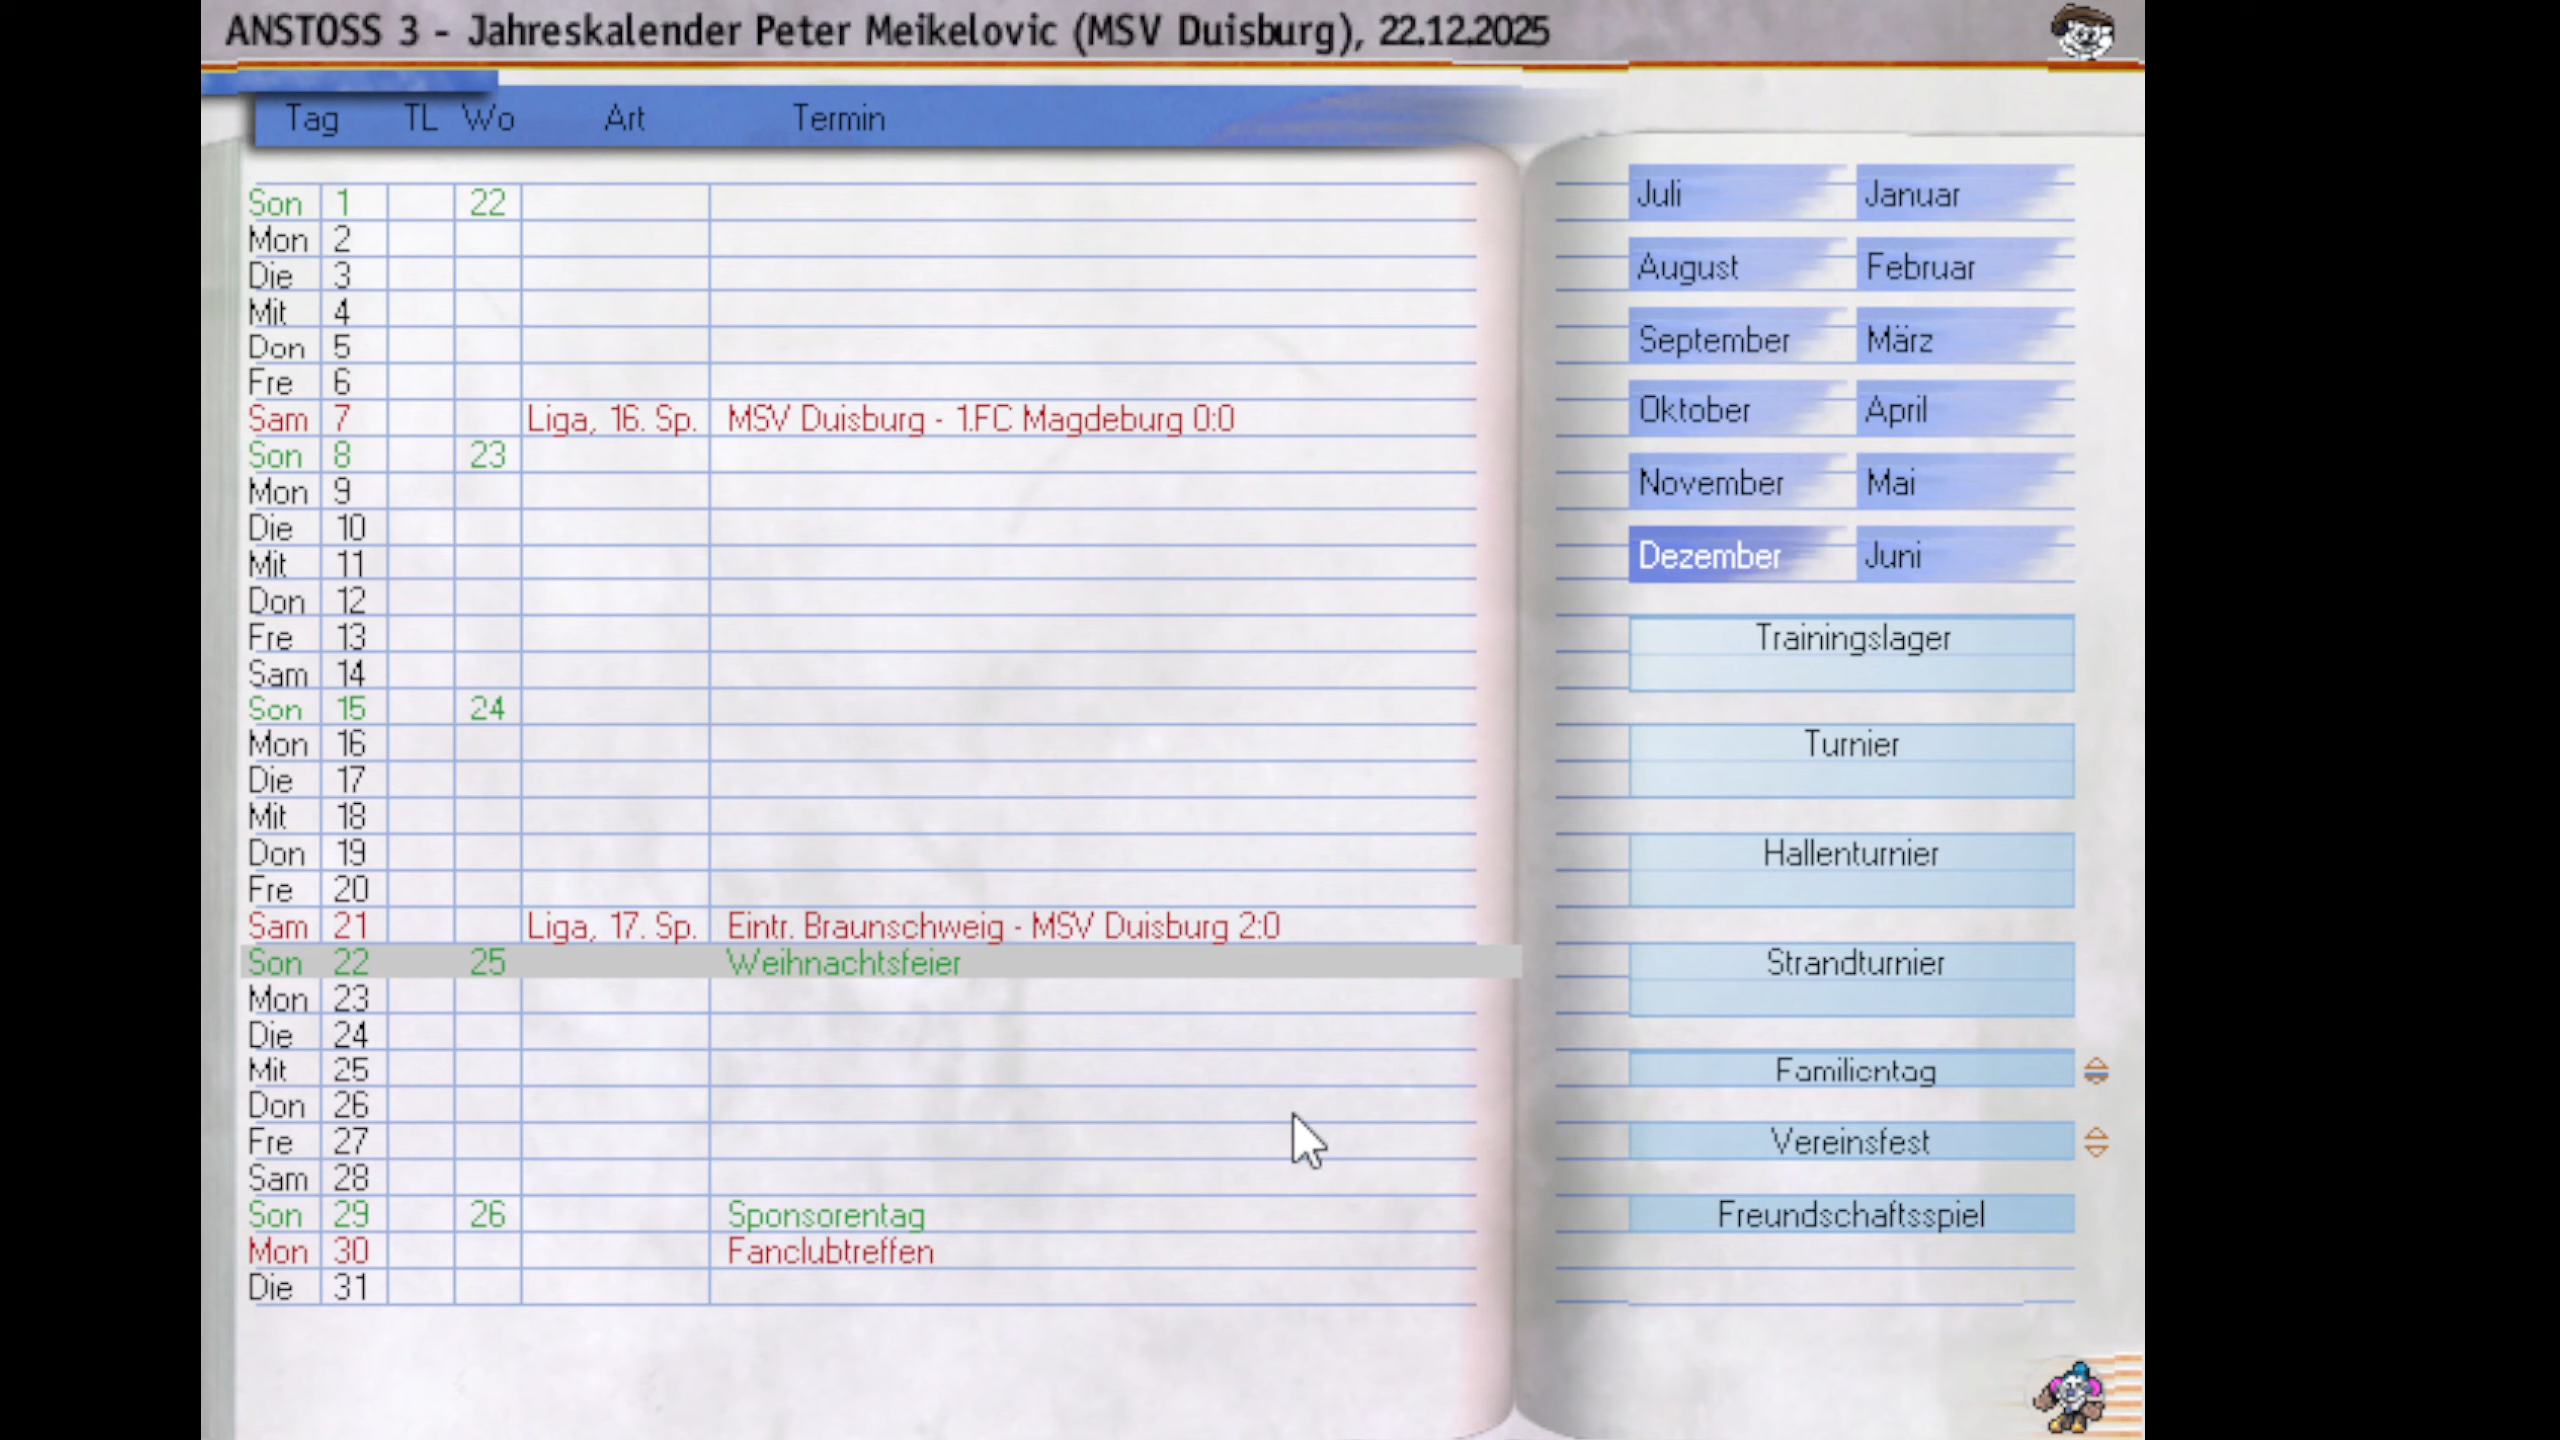 ANSTOSS 3 - Jahreskalender Peter Meikelovic (MSV Duisburg), 22.12.2025
Tag TL Wo Art Termin
Son 1 22
Mon 2
Die 3
Mit 4
Don 5
Fre 6
Sam 7 Liga, 16. Sp. MSV Duisburg - 1.FC Magdeburg 0:0
Son 8 23
Mon 9
Die 10
Mit 11
Don 12
Fre 13
Sam 14
Son 15 24
Mon 16
Die 17
Mit 18
Don 19
Fre 20
Sam 21 Liga, 17. Sp. Eintr. Braunschweig - MSV Duisburg 2:0
Son 22 25 Weihnachtsfeier
Mon 23
Die 24
Mit 25
Don 26
Fre 27
Sam 28
Son 29 26 Sponsorentag
Mon 30 Fanclubtreffen
Die 31
Juli Januar
August Februar
September März
Oktober April
November Mai
Dezember Juni
Trainingslager
Turnier
Hallenturnier
Strandturnier
Familientag
Vereinsfest
Freundschaftsspiel